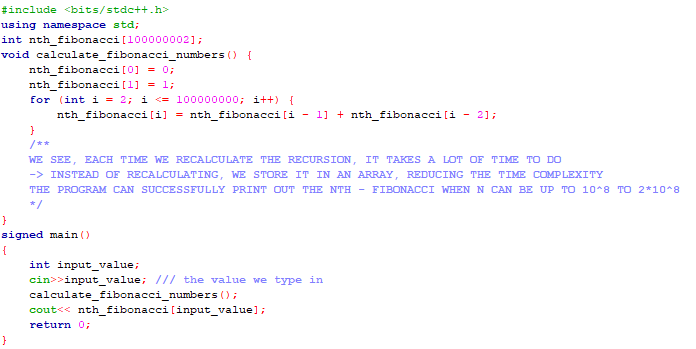 #include <bits/stdc++.h>
using namespace std;
int nth_fibonacci[100000002];
void calculate_fibonacci_numbers() {
    nth_fibonacci[0] = 0;
    nth_fibonacci[1] = 1;
    for (int i = 2; i <= 100000000; i++) {
        nth_fibonacci[i] = nth_fibonacci[i - 1] + nth_fibonacci[i - 2];
    }
    /**
    WE SEE, EACH TIME WE RECALCULATE THE RECURSION, IT TAKES A LOT OF TIME TO DO
    -> INSTEAD OF RECALCULATING, WE STORE IT IN AN ARRAY, REDUCING THE TIME COMPLEXITY
    THE PROGRAM CAN SUCCESSFULLY PRINT OUT THE NTH - FIBONACCI WHEN N CAN BE UP TO 10^8 TO 2*10^8
    */
}
signed main()
{
    int input_value;
    cin>>input_value; /// the value we type in
    calculate_fibonacci_numbers();
    cout<< nth_fibonacci[input_value];
    return 0;
}